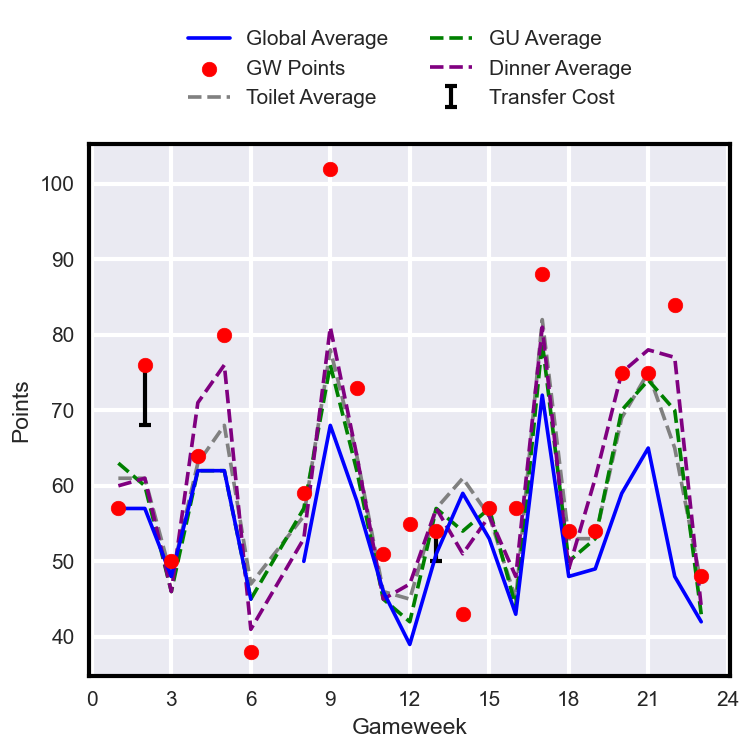 Global Average
GW Points
Toilet Average
GU Average
Dinner Average
Transfer Cost
100
90
80
70
60
50
40
Points
0 3 6 9 12 15 18 21 24
Gameweek